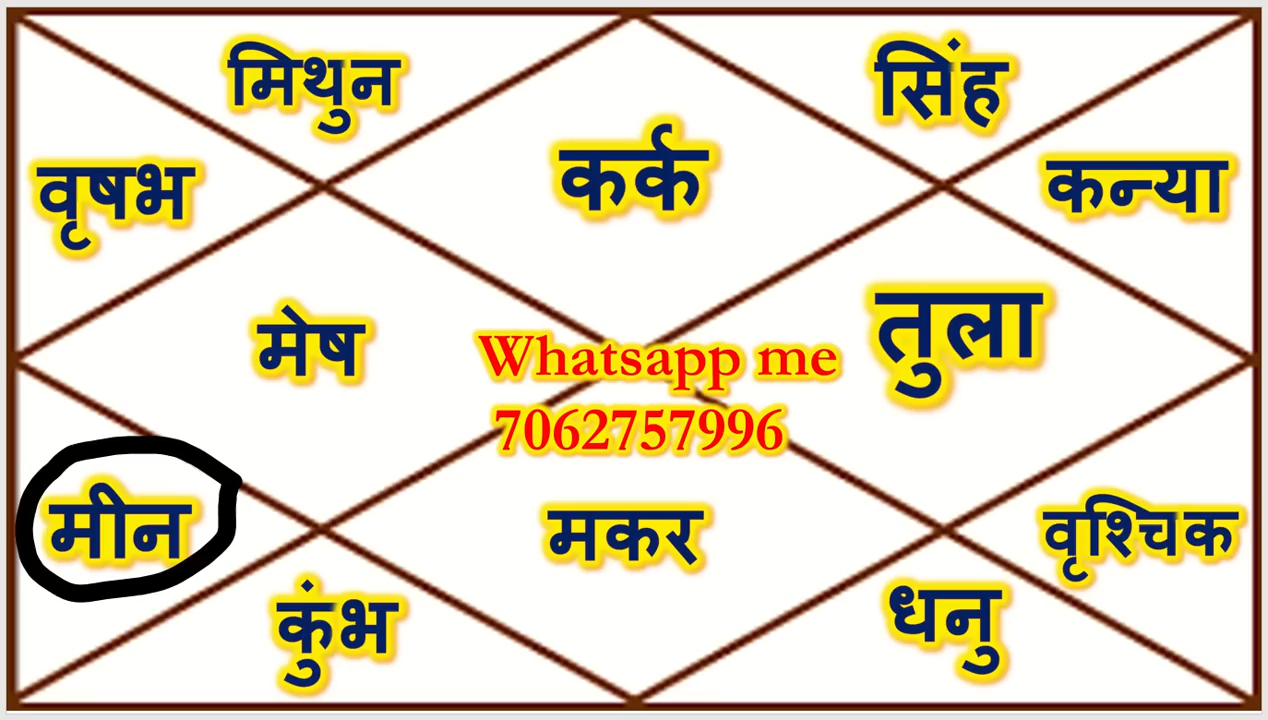 मिथुन
सिंह
कर्क
वृषभ
कन्या
मेष
तुला
Whatsapp me
7062757996
मीन
मकर
वृश्चिक
कुंभ
धनु